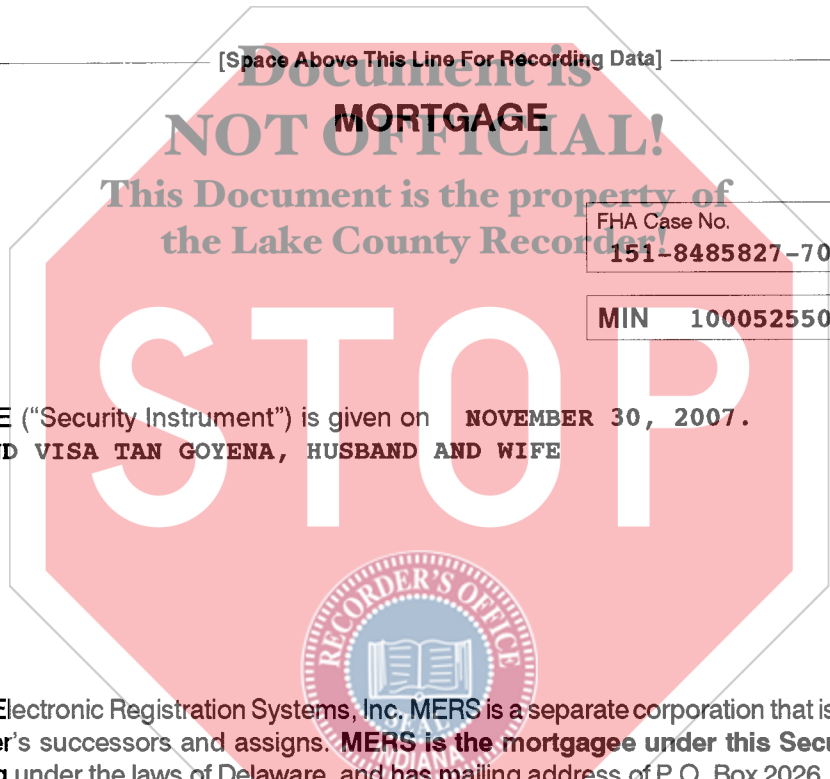 [Space Above This Line For Recording Data]
Document is
MORTGAGE
NOT OFFICIAL!
This Document is the property of
the Lake County Recorder!
FHA Case No.
151-8485827-70
MIN 100052550
STOP
E (“Security Instrument”) is given on NOVEMBER 30, 2007.
D VISA TAN GOYENA, HUSBAND AND WIFE
RECORDER'S OFFICE
INDIANA
Electronic Registration Systems, Inc. MERS is a separate corporation that is
er's successors and assigns. MERS is the mortgagee under this Secu
under the laws of Delaware, and has mailing address of P.O. Box 2026,